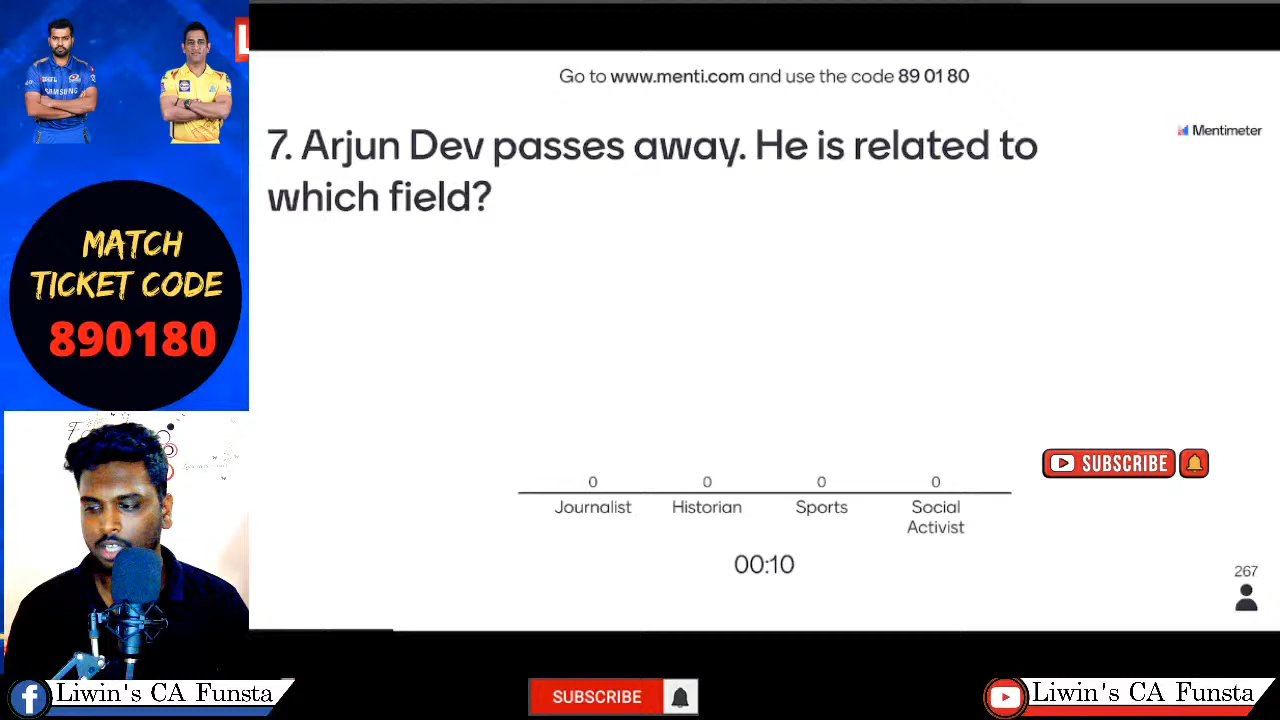 Go to www.menti.com and use the code 89 01 80
Mentimeter
7. Arjun Dev passes away. He is related to
which field?
MATCH
TICKET CODE
890180
SAMSUNG
SUBSCRIBE
0 0 0 0
Journalist Historian Sports Social
Activist
00:10
267
Liwin's CA Funsta
SUBSCRIBE
Liwin's CA Funsta